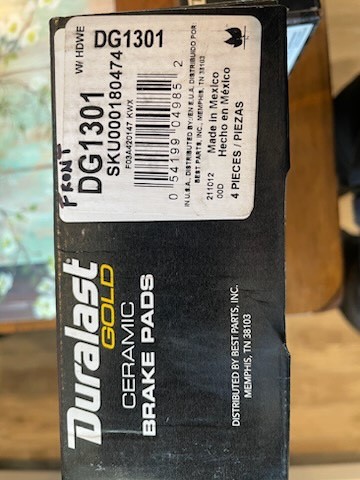 W/ HDWE
DG1301
FRONT
DG1301
SKU000180474
F03A420147 KWX
0 54199 04985 2
IN U.S.A. DISTRIBUTED BY:/EN E.U.A. DISTRIBUIDO POR:
BEST PARTS, INC., MEMPHIS, TN 38103
Made in Mexico
Hecho en México
211012
00D
4 PIECES / PIEZAS
Duralast
GOLD
CERAMIC
BRAKE PADS
DISTRIBUTED BY BEST PARTS, INC.
MEMPHIS, TN 38103